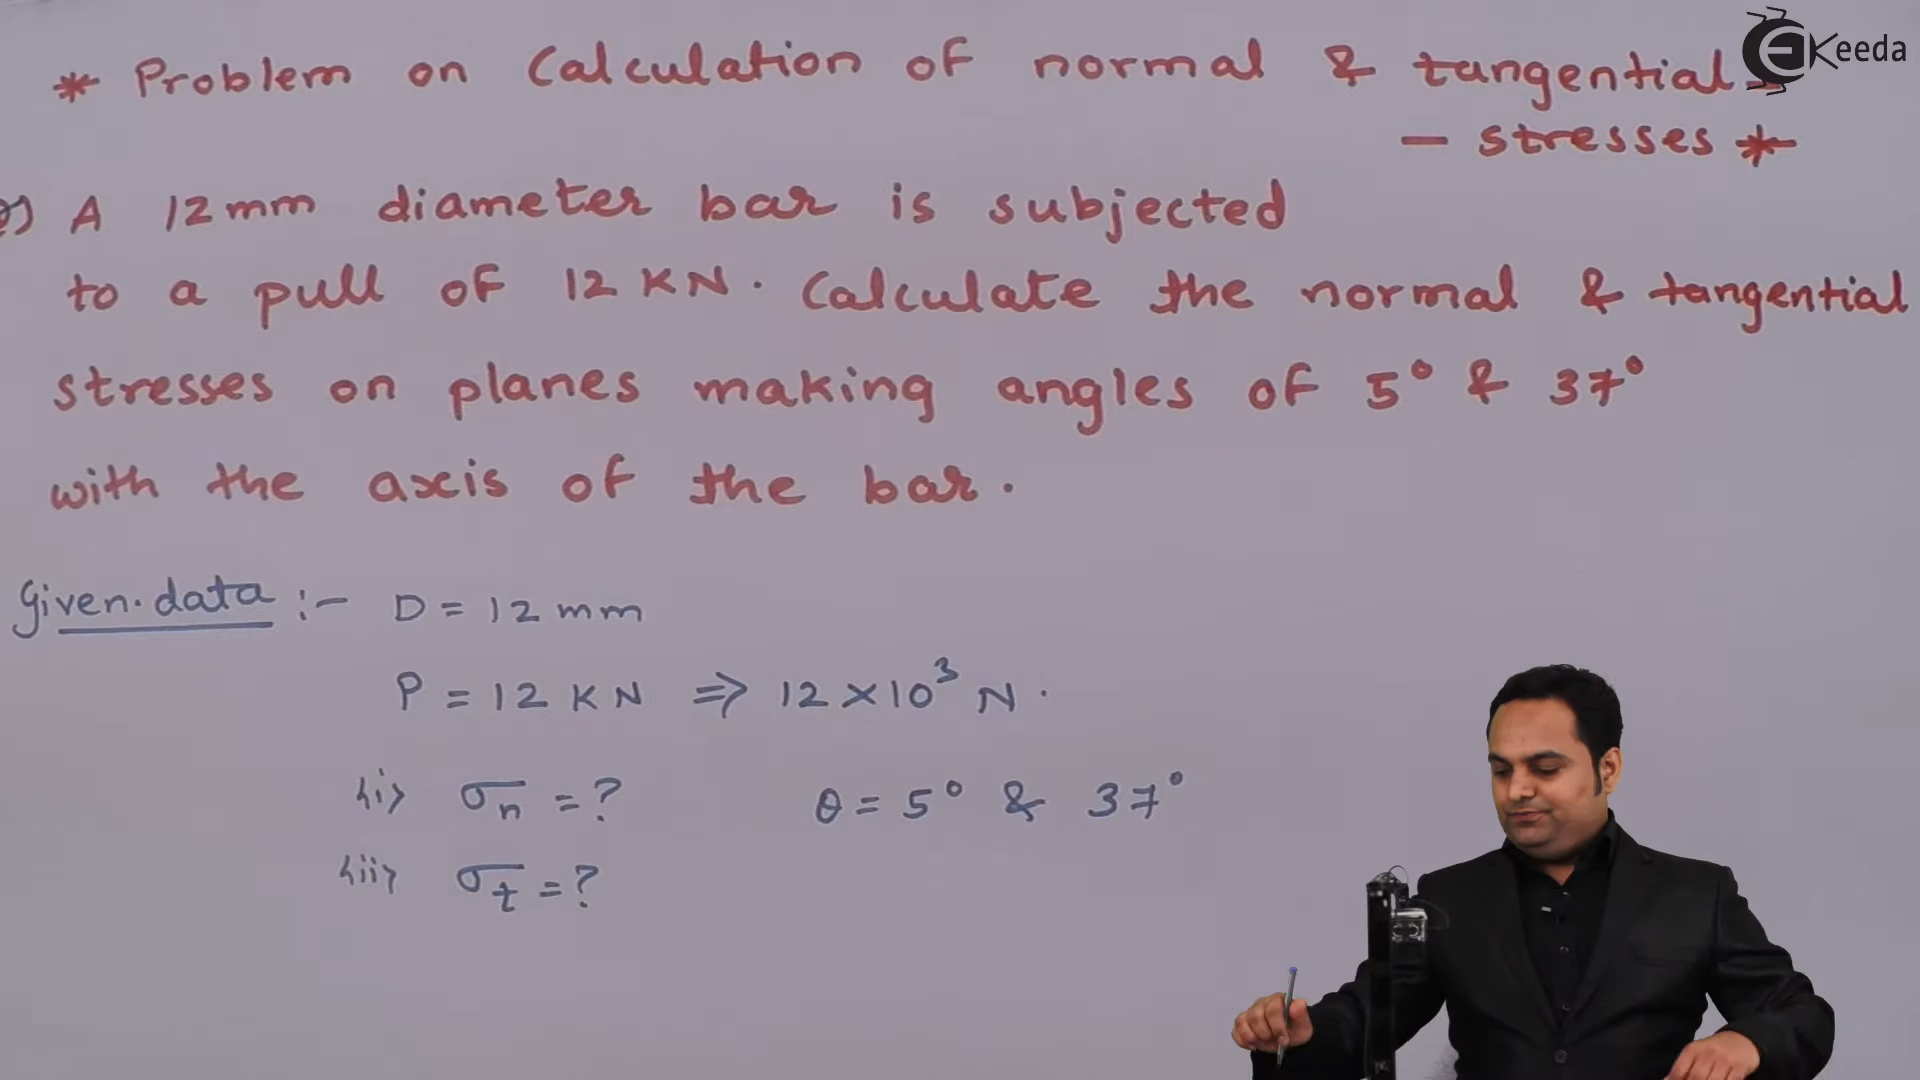 Keeda
* Problem on Calculation of normal & tangential -
- stresses *
A 12mm diameter bar is subjected
to a pull of 12 KN. Calculate the normal & tangential
stresses on planes making angles of 5° & 37°
with the axis of the bar.
Given data :- D = 12 mm
P = 12 KN ⇒ 12×10³ N.
<i> σn = ? θ = 5° & 37°
<ii> σt = ?